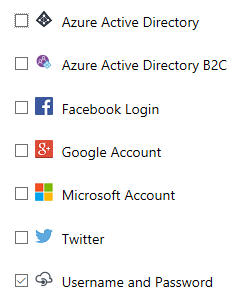 Azure Active Directory
Azure Active Directory B2C
Facebook Login
Google Account
Microsoft Account
Twitter
Username and Password